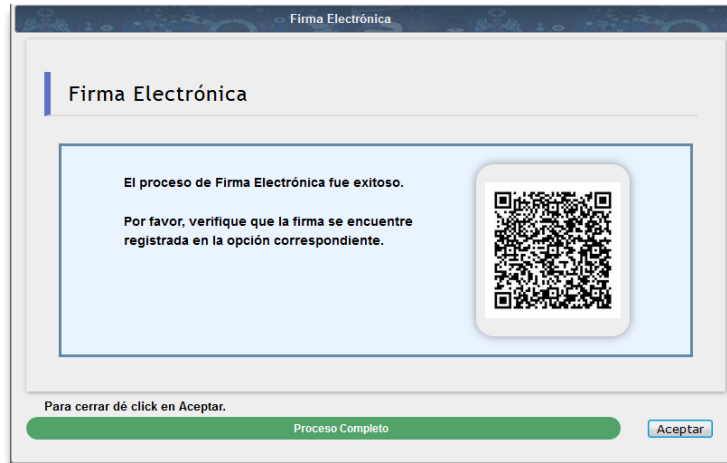 Firma Electrónica
Firma Electrónica
El proceso de Firma Electrónica fue exitoso.
Por favor, verifique que la firma se encuentre
registrada en la opción correspondiente.
Para cerrar dé click en Aceptar.
Proceso Completo
Aceptar